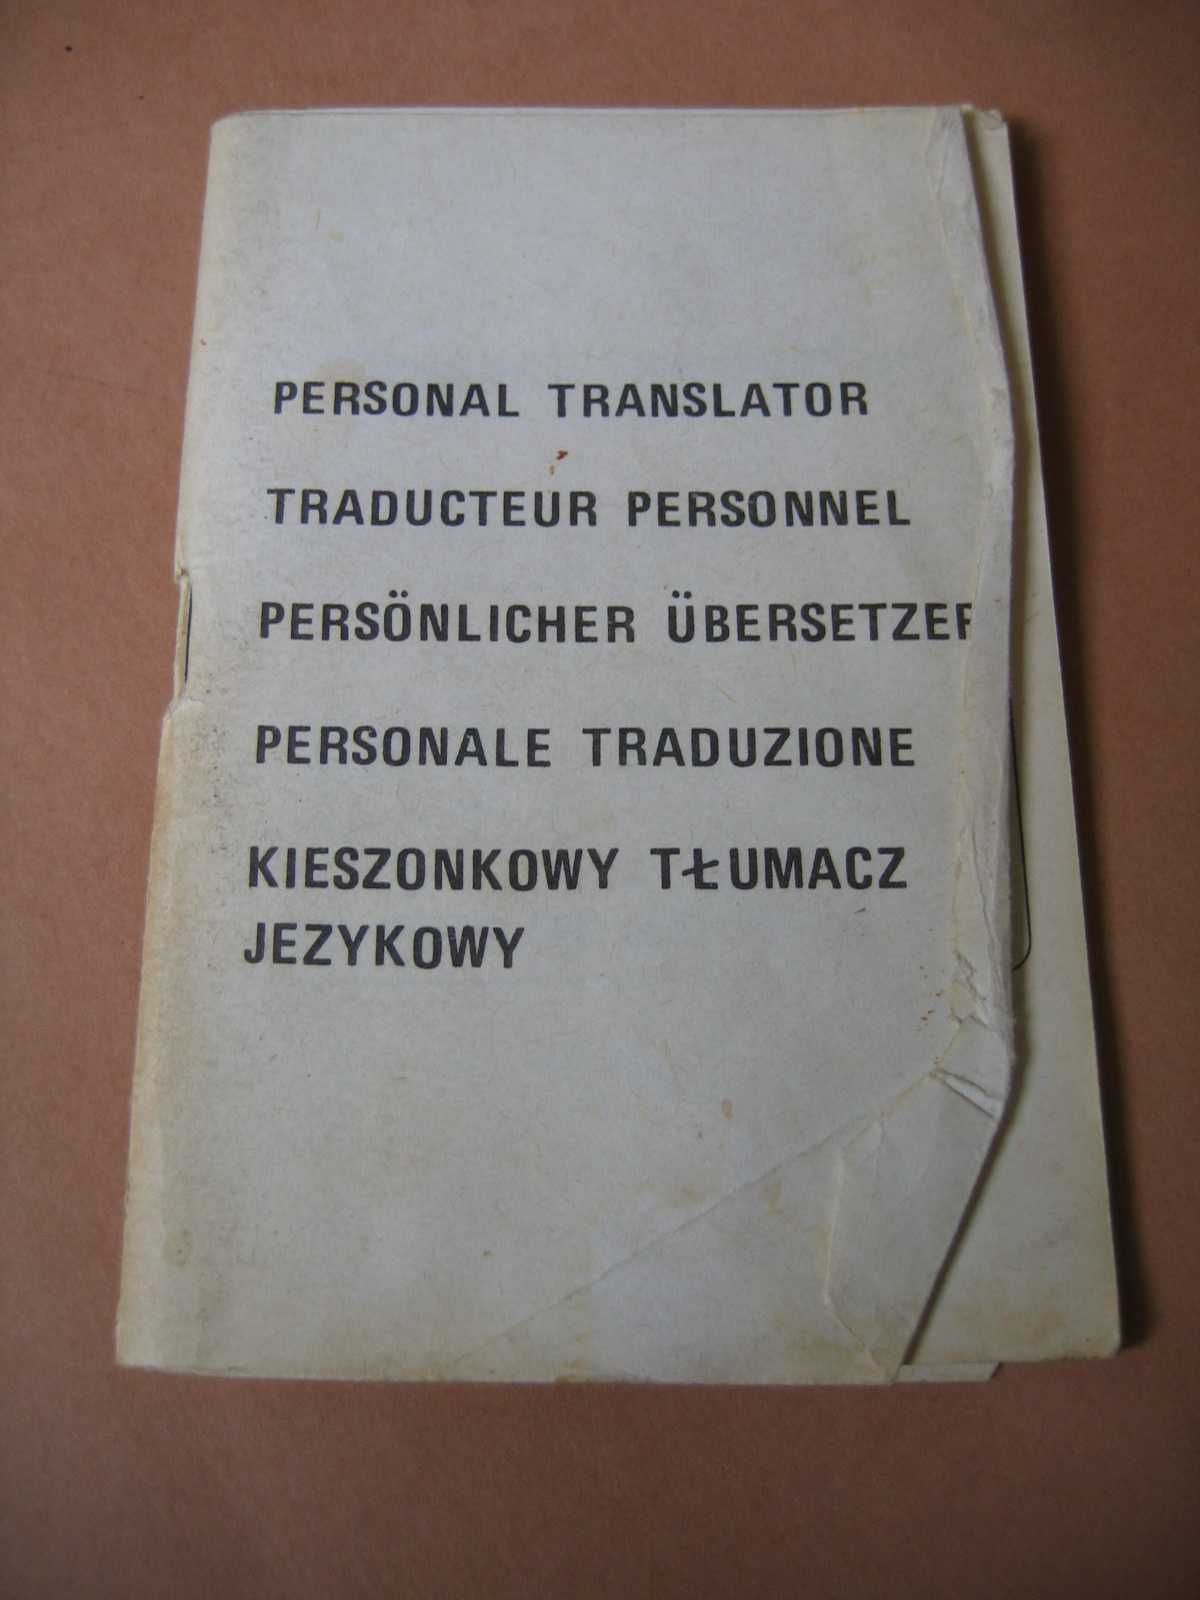 PERSONAL TRANSLATOR
TRADUCTEUR PERSONNEL
PERSÖNLICHER ÜBERSETZER
PERSONALE TRADUZIONE
KIESZONKOWY TŁUMACZ
JEZYKOWY